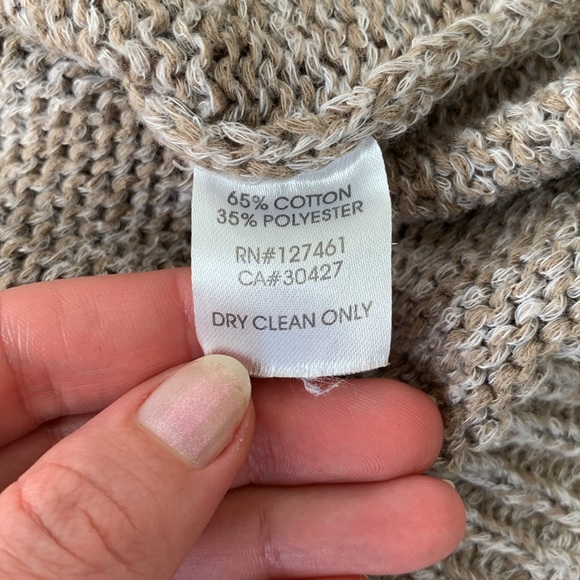 65% COTTON
35% POLYESTER
RN#127461
CA#30427
DRY CLEAN ONLY